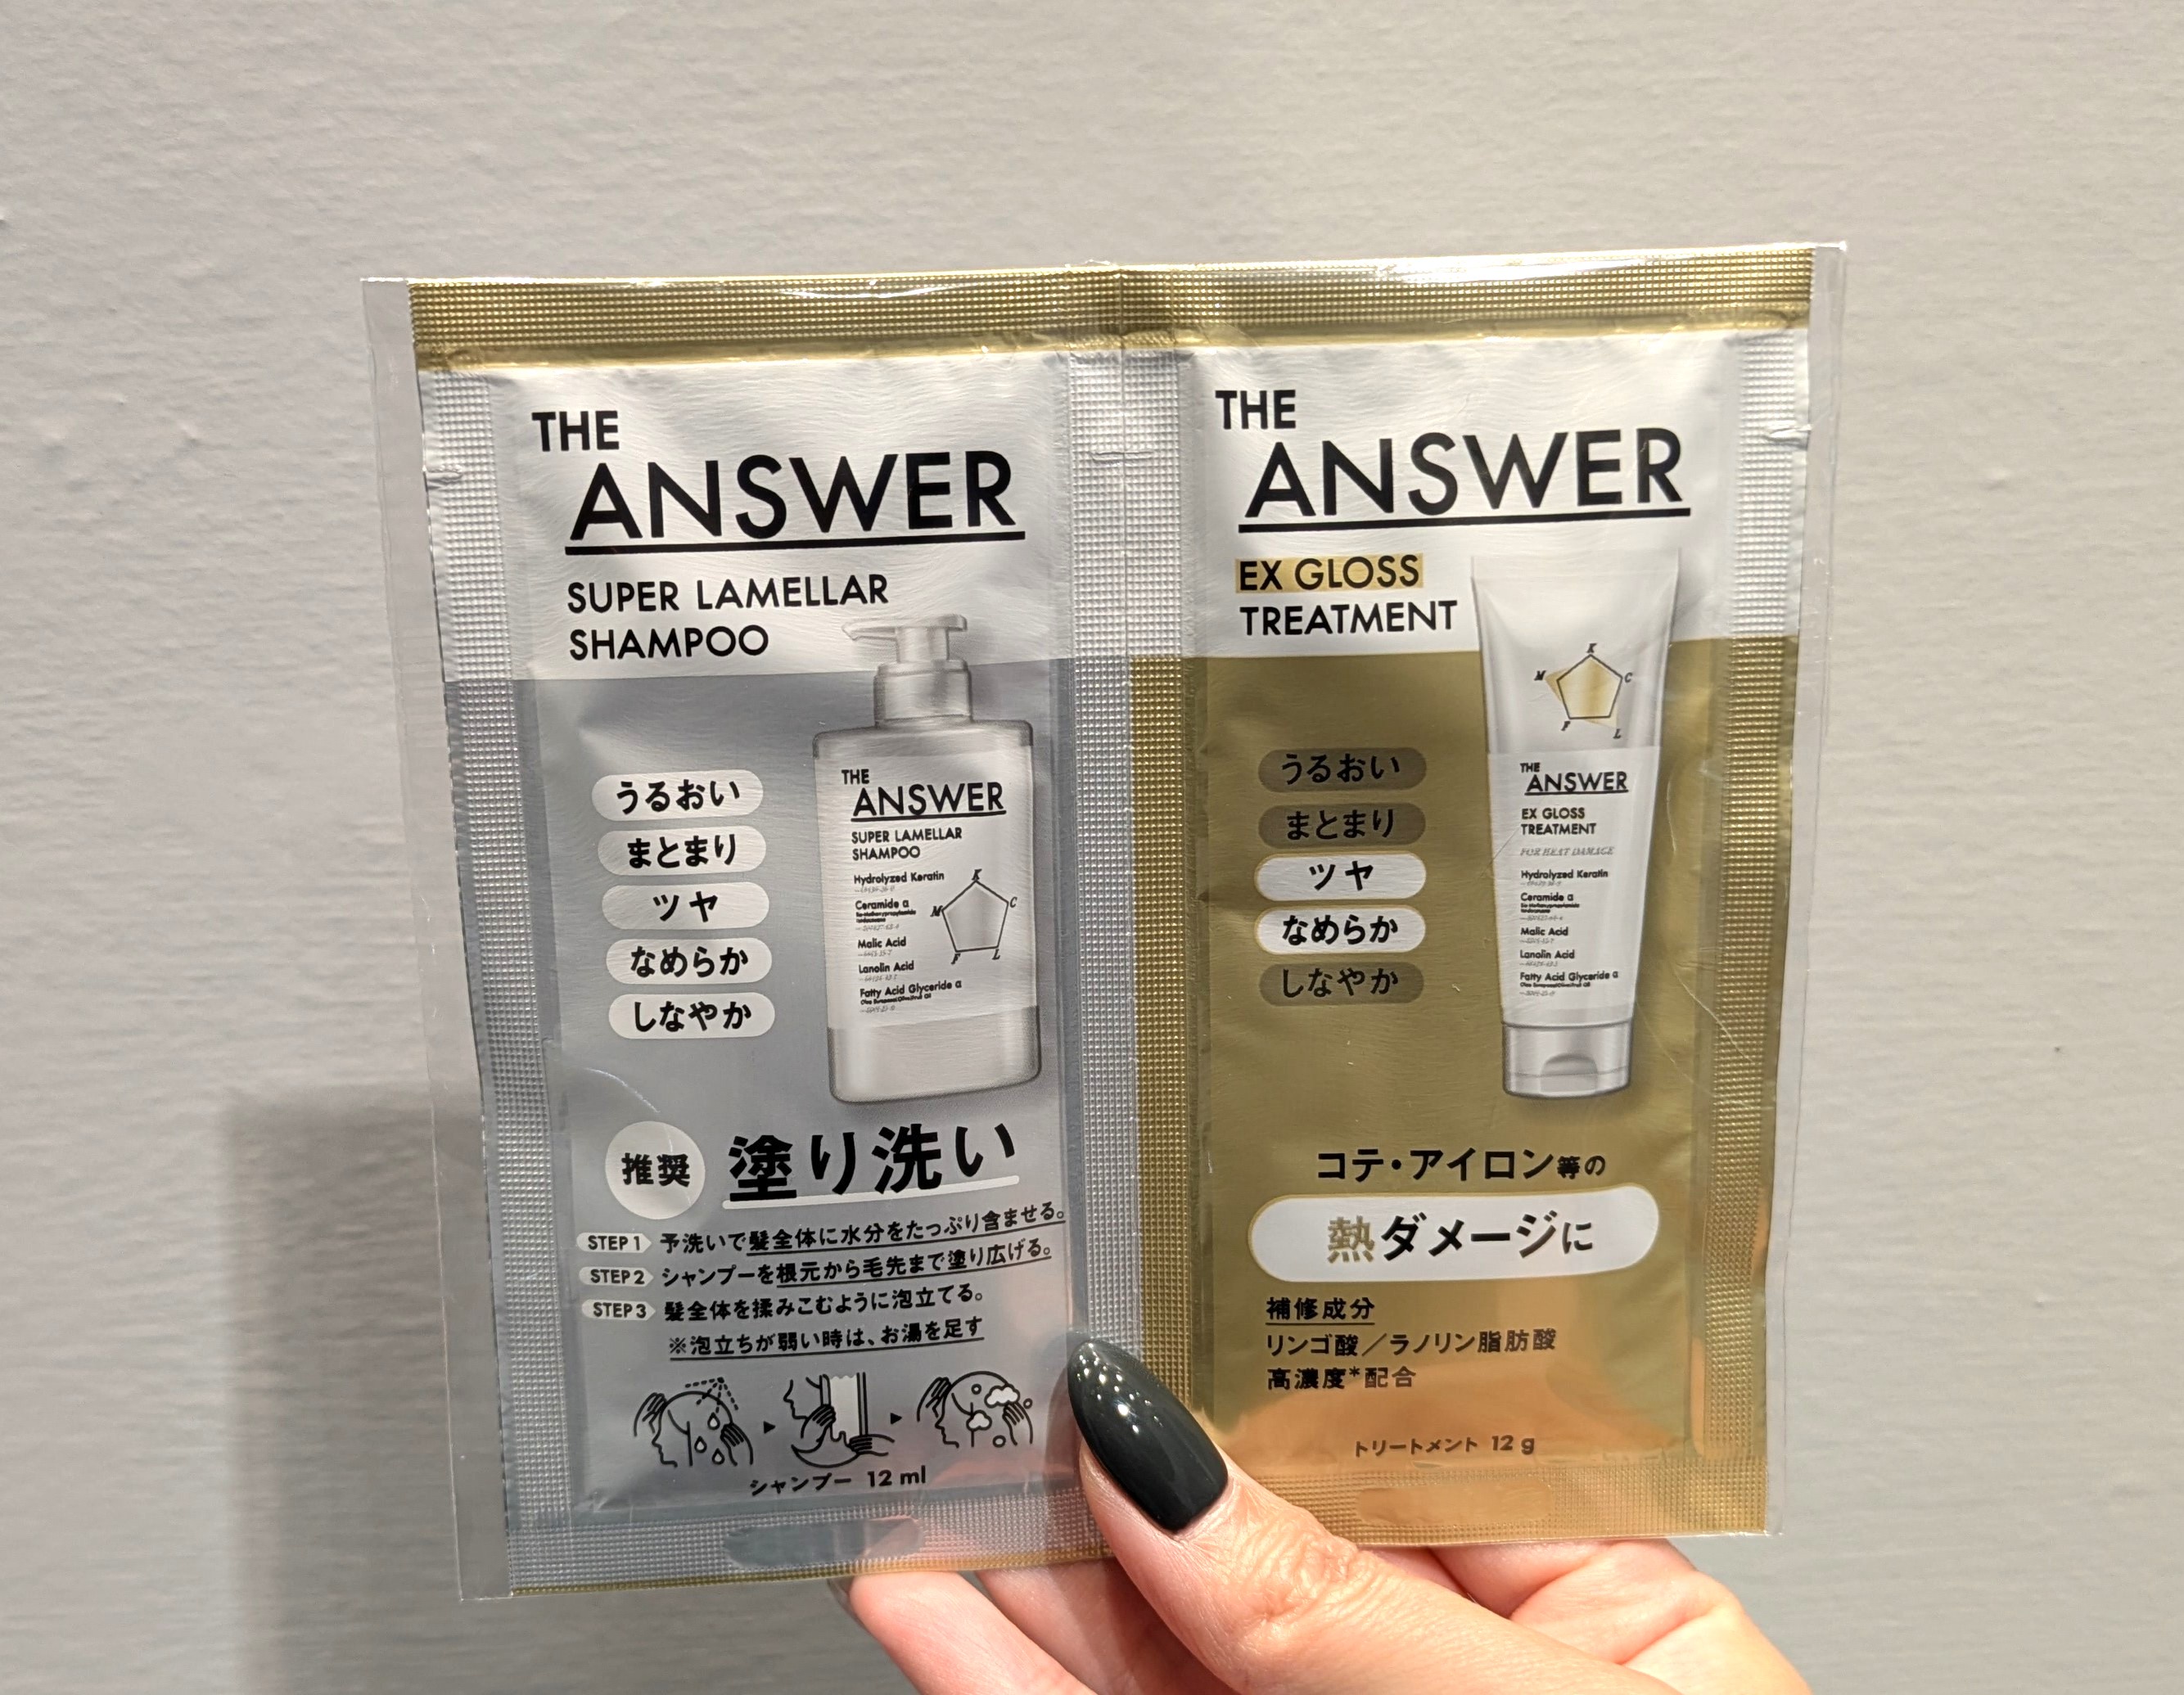 THE
ANSWER
SUPER LAMELLAR
SHAMPOO
うるおい
まとまり
ツヤ
なめらか
しなやか
THE
ANSWER
SUPER LAMELLAR
SHAMPOO
Hydrolyzed Keratin
Ceramide α
Malic Acid
Lanolin Acid
Fatty Acid Glyceride α
K
C
L
F
M
推奨
塗り洗い
STEP 1 予洗いで髪全体に水分をたっぷり含ませる。
STEP 2 シャンプーを根元から毛先まで塗り広げる。
STEP 3 髪全体を揉みこむように泡立てる。
※泡立ちが弱い時は、お湯を足す
シャンプー 12 ml
THE
ANSWER
EX GLOSS
TREATMENT
うるおい
まとまり
ツヤ
なめらか
しなやか
K
C
L
F
M
THE
ANSWER
EX GLOSS
TREATMENT
FOR HEAT DAMAGE
Hydrolyzed Keratin
Ceramide α
Malic Acid
Lanolin Acid
Fatty Acid Glyceride α
コテ・アイロン等の
熱ダメージに
補修成分
リンゴ酸／ラノリン脂肪酸
高濃度*配合
トリートメント 12 g